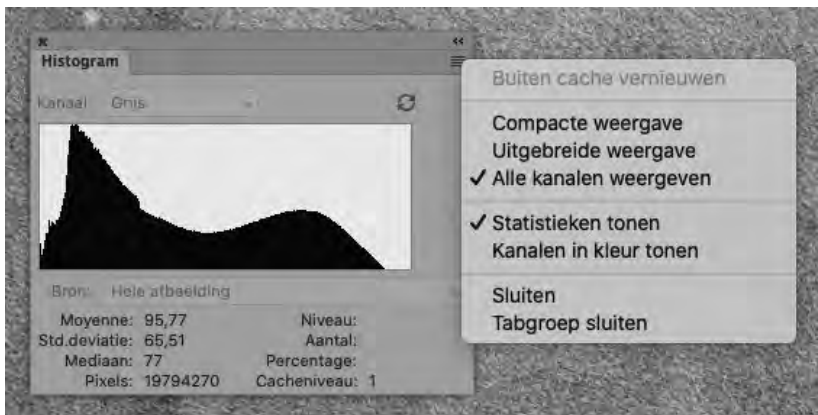 Histogram
Kanaal Grijs
Bron: Hele afbeelding
Moyenne: 95,77 Niveau:
Std.deviatie: 65,51 Aantal:
Mediaan: 77 Percentage:
Pixels: 19794270 Cacheniveau: 1
Buiten cache vernieuwen
Compacte weergave
Uitgebreide weergave
✓ Alle kanalen weergeven
✓ Statistieken tonen
Kanalen in kleur tonen
Sluiten
Tabgroep sluiten